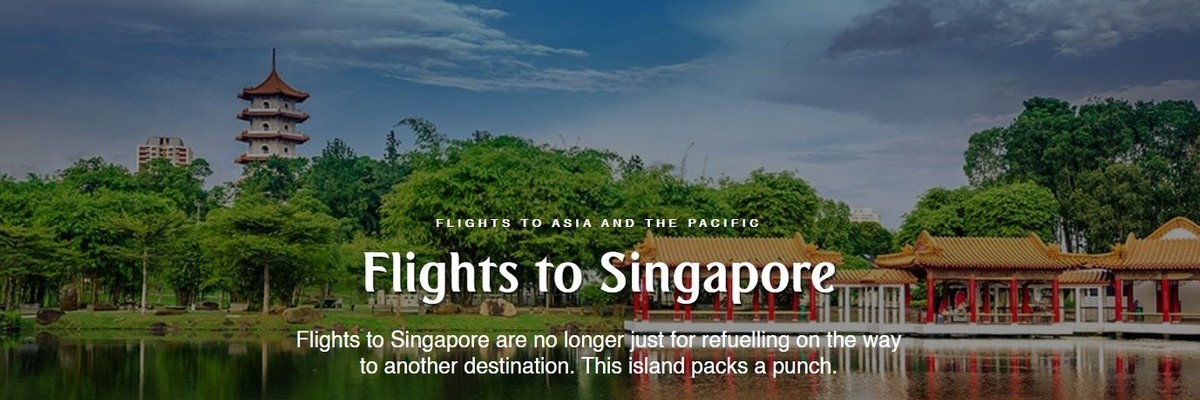 FLIGHTS TO ASIA AND THE PACIFIC
Flights to Singapore
Flights to Singapore are no longer just for refuelling on the way
to another destination. This island packs a punch.